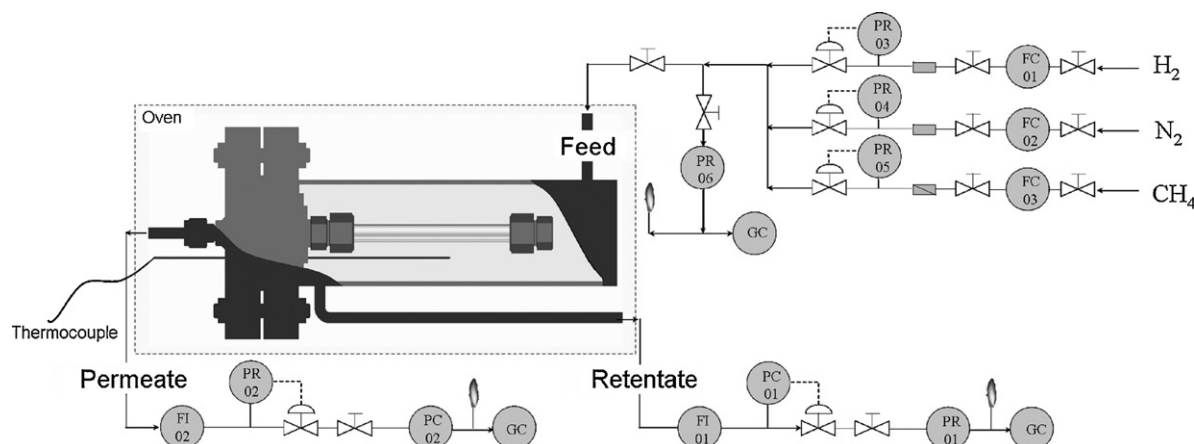 PR
03
FC
01
H₂
Oven
Feed
PR
04
FC
02
N₂
PR
06
PR
05
FC
03
CH₄
GC
Thermocouple
Permeate
PR
02
FI
02
PC
02
GC
Retentate
PC
01
FI
01
PR
01
GC